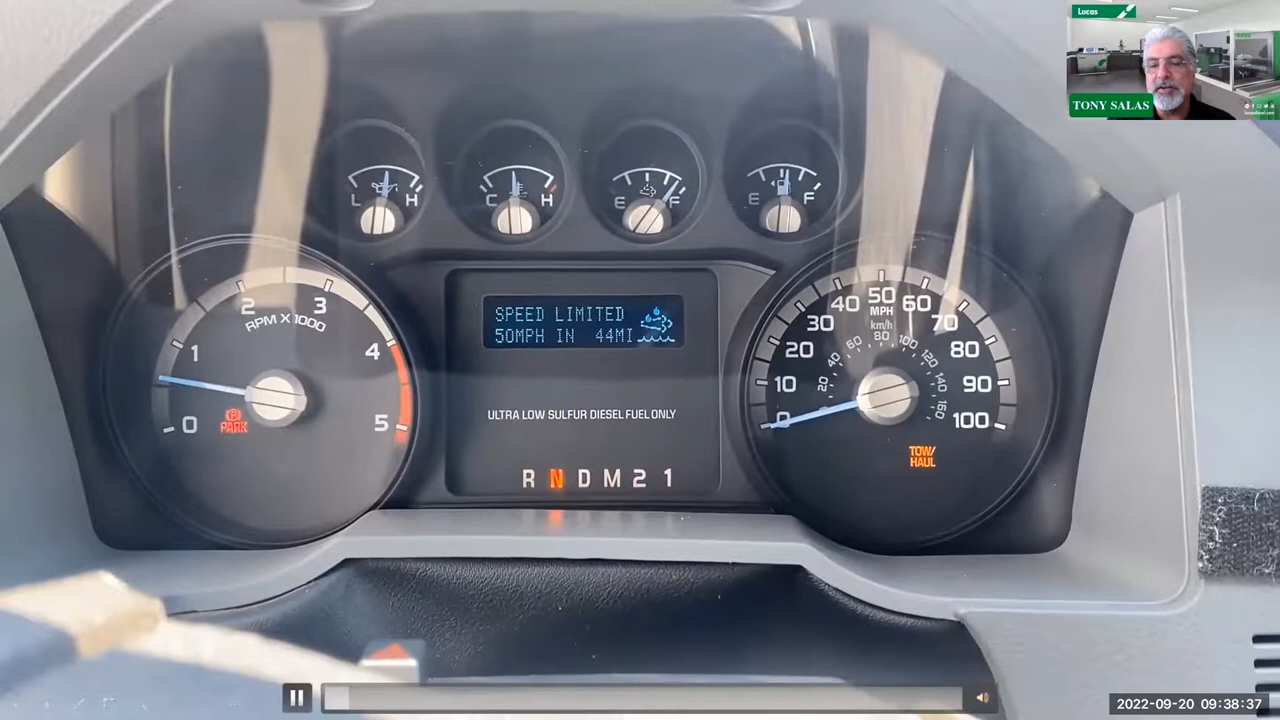 Lucas
TONY SALAS
L H
C H
E F
E F
SPEED LIMITED
50MPH IN 44MI
ULTRA LOW SULFUR DIESEL FUEL ONLY
R N D M 2 1
0 1 2 3 4 5
RPM X 1000
PARK
0 10 20 30 40 50 60 70 80 90 100
MPH
km/h
20 40 60 80 100 120 140 160
TOW/
HAUL
2022-09-20 09:38:37